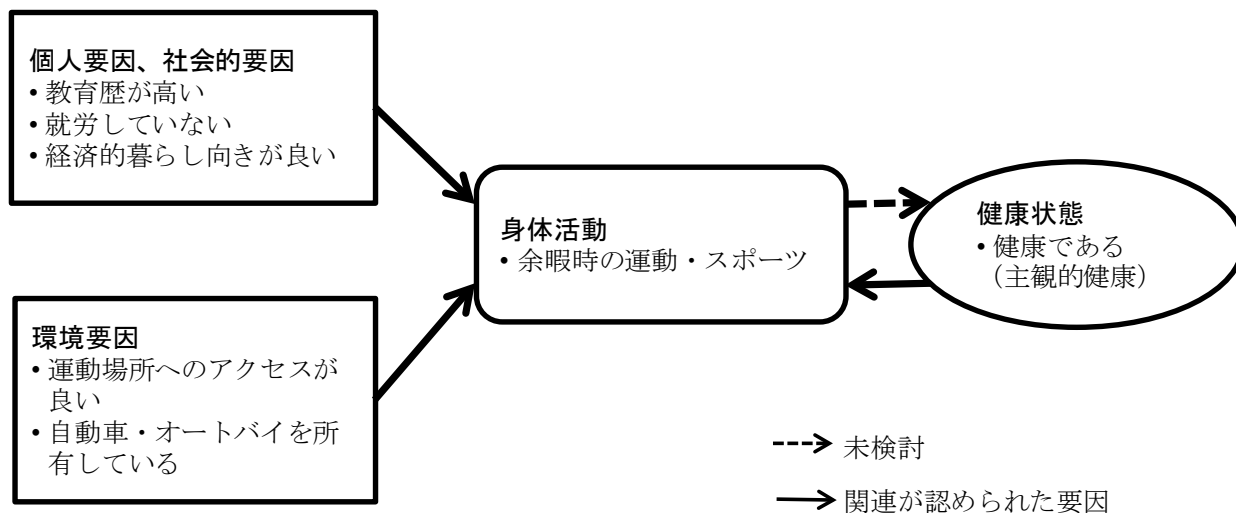 個人要因、社会的要因
• 教育歴が高い
• 就労していない
• 経済的暮らし向きが良い
環境要因
• 運動場所へのアクセスが
良い
• 自動車・オートバイを所
有している
身体活動
• 余暇時の運動・スポーツ
健康状態
• 健康である
（主観的健康）
未検討
関連が認められた要因